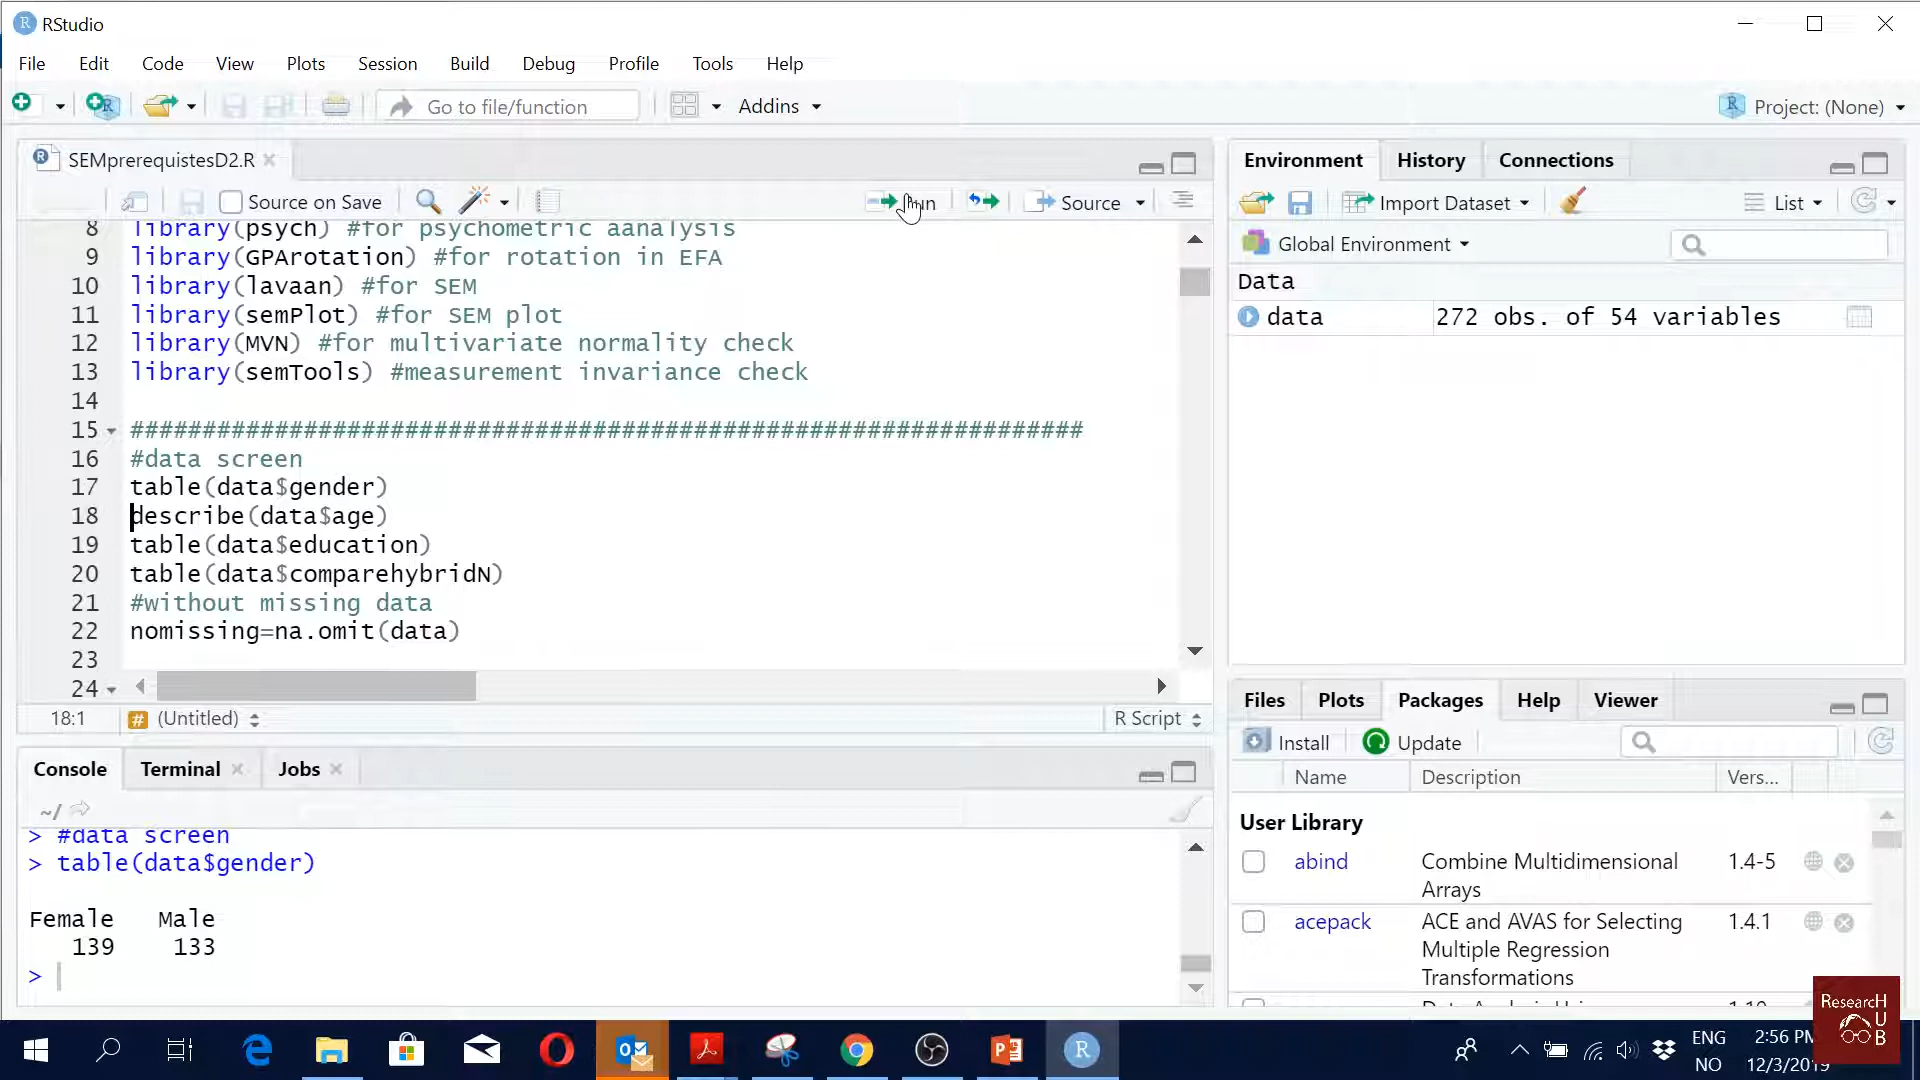 RStudio
File Edit Code View Plots Session Build Debug Profile Tools Help
Go to file/function Addins Project: (None)
SEMprerequistesD2.R
Source on Save Source
8 library(psych) #for psychometric aanalysis
9 library(GPArotation) #for rotation in EFA
10 library(lavaan) #for SEM
11 library(semPlot) #for SEM plot
12 library(MVN) #for multivariate normality check
13 library(semTools) #measurement invariance check
14
15 ##################################################################
16 #data screen
17 table(data$gender)
18 describe(data$age)
19 table(data$education)
20 table(data$comparehybridN)
21 #without missing data
22 nomissing=na.omit(data)
23
24
18:1 # (Untitled) R Script
Console Terminal Jobs
~/
> #data screen
> table(data$gender)
Female Male
139 133
>
Environment History Connections
Import Dataset List
Global Environment
Data
data 272 obs. of 54 variables
Files Plots Packages Help Viewer
Install Update
Name Description Vers...
User Library
abind Combine Multidimensional 1.4-5
Arrays
acepack ACE and AVAS for Selecting 1.4.1
Multiple Regression
Transformations
ResearcH
U
B
ENG 2:56 PM
NO 12/3/2019